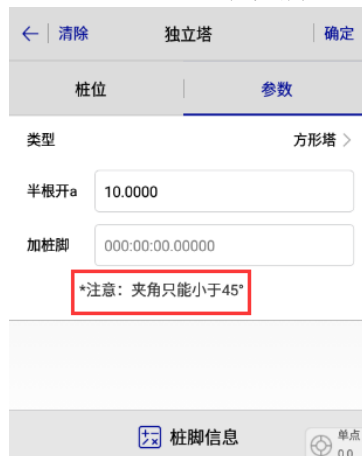 ← 清除 独立塔 确定
桩位 参数
类型 方形塔 >
半根开a 10.0000
加桩脚 000:00:00.00000
*注意：夹角只能小于45°
桩脚信息 单点
0.0